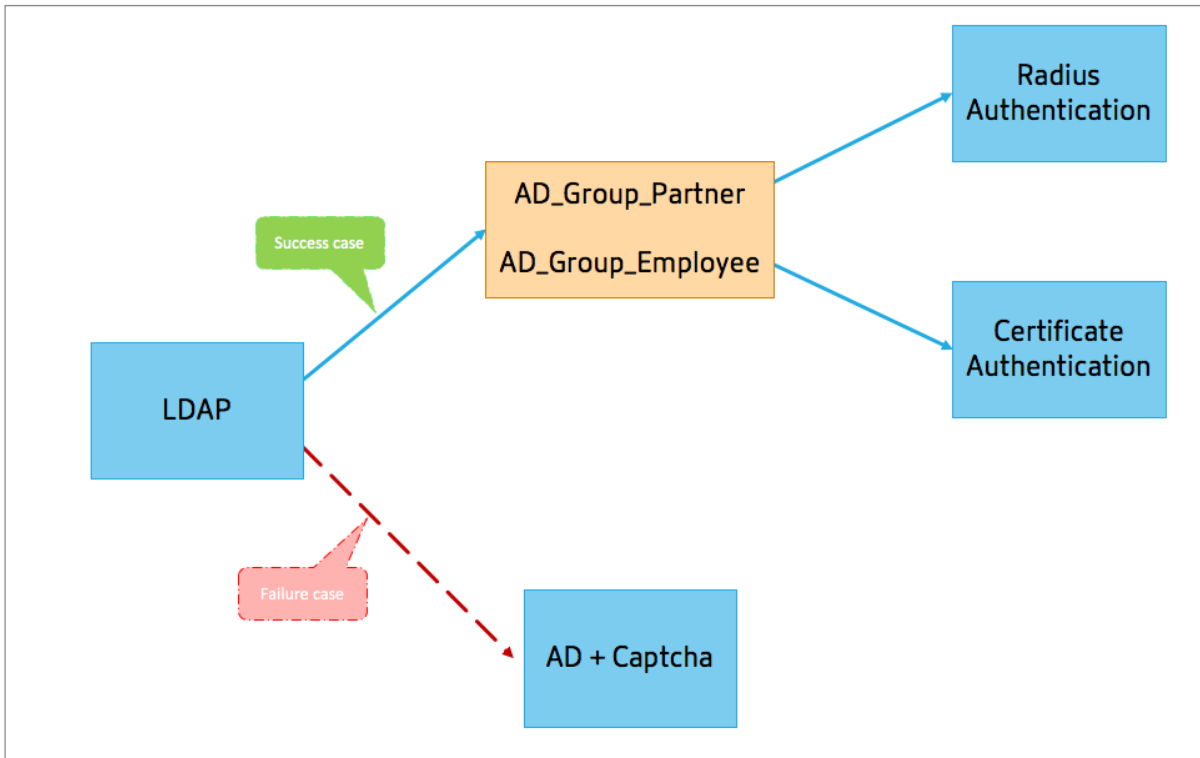 Radius
Authentication
AD_Group_Partner
AD_Group_Employee
Success case
Certificate
Authentication
LDAP
Failure case
AD + Captcha